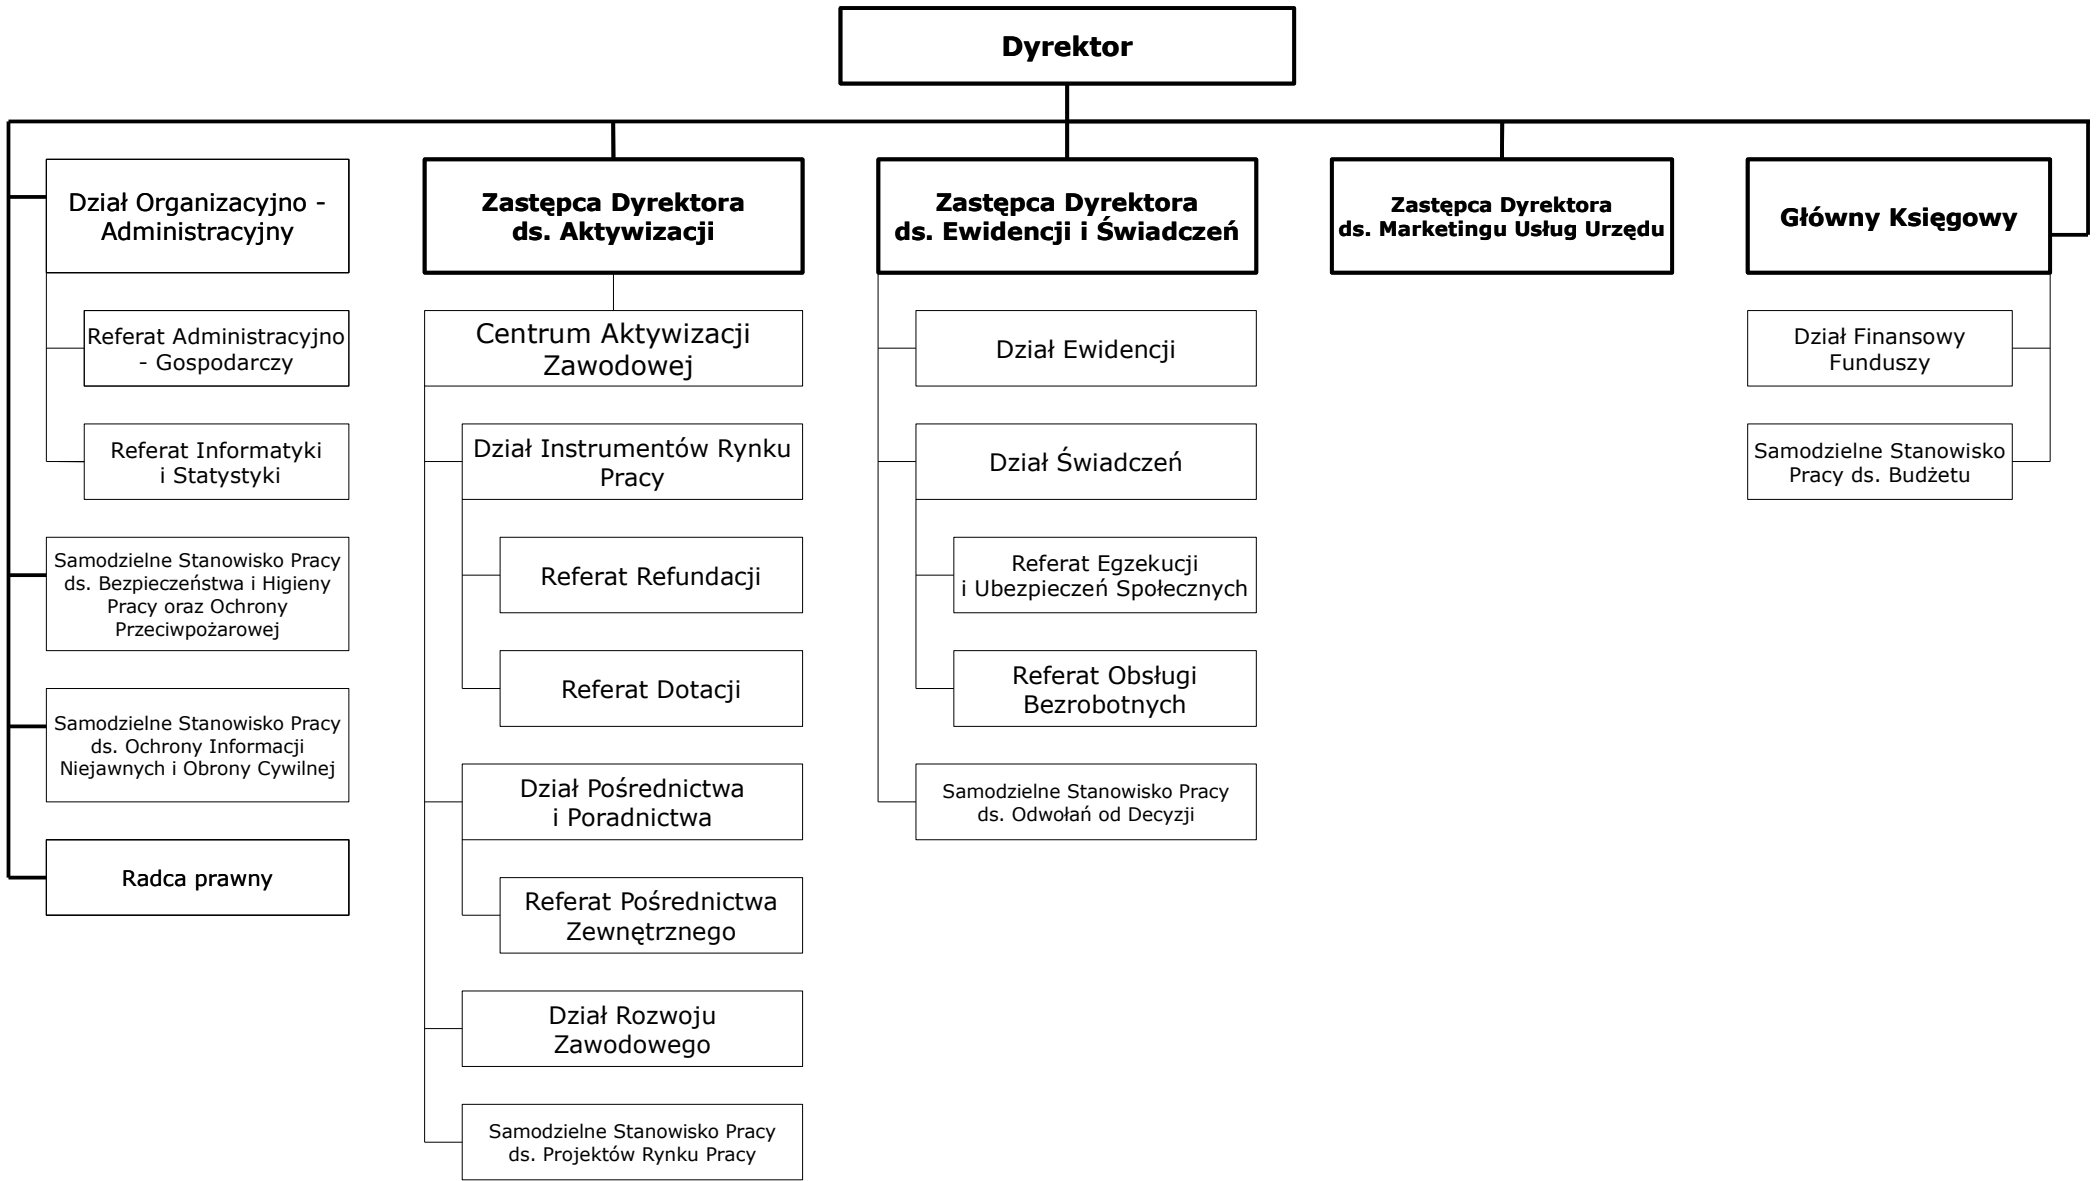 Dyrektor
Dział Organizacyjno -
Administracyjny
Referat Administracyjno
- Gospodarczy
Referat Informatyki
i Statystyki
Samodzielne Stanowisko Pracy
ds. Bezpieczeństwa i Higieny
Pracy oraz Ochrony
Przeciwpożarowej
Samodzielne Stanowisko Pracy
ds. Ochrony Informacji
Niejawnych i Obrony Cywilnej
Radca prawny
Zastępca Dyrektora
ds. Aktywizacji
Centrum Aktywizacji
Zawodowej
Dział Instrumentów Rynku
Pracy
Referat Refundacji
Referat Dotacji
Dział Pośrednictwa
i Poradnictwa
Referat Pośrednictwa
Zewnętrznego
Dział Rozwoju
Zawodowego
Samodzielne Stanowisko Pracy
ds. Projektów Rynku Pracy
Zastępca Dyrektora
ds. Ewidencji i Świadczeń
Dział Ewidencji
Dział Świadczeń
Referat Egzekucji
i Ubezpieczeń Społecznych
Referat Obsługi
Bezrobotnych
Samodzielne Stanowisko Pracy
ds. Odwołań od Decyzji
Zastępca Dyrektora
ds. Marketingu Usług Urzędu
Główny Księgowy
Dział Finansowy
Funduszy
Samodzielne Stanowisko
Pracy ds. Budżetu